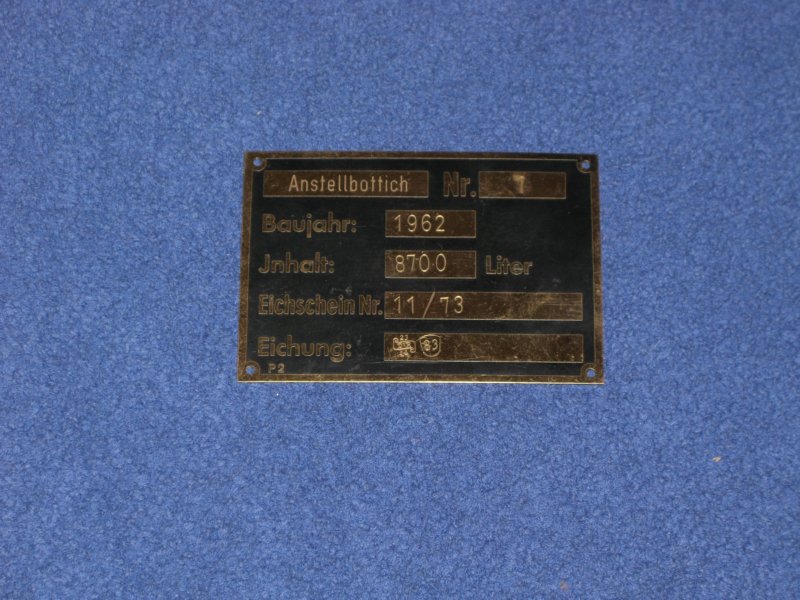 Anstellbottich Nr. 1
Baujahr: 1962
Jnhalt: 8700 Liter
Eichschein Nr. 11/73
Eichung: 83
P2